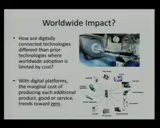 Worldwide Impact?
• How are digitally
connected technologies
different than prior
technologies where
worldwide adoption is
limited by cost?
• With digital platforms,
the marginal cost of
producing each additional
product, good or service,
trends toward zero.